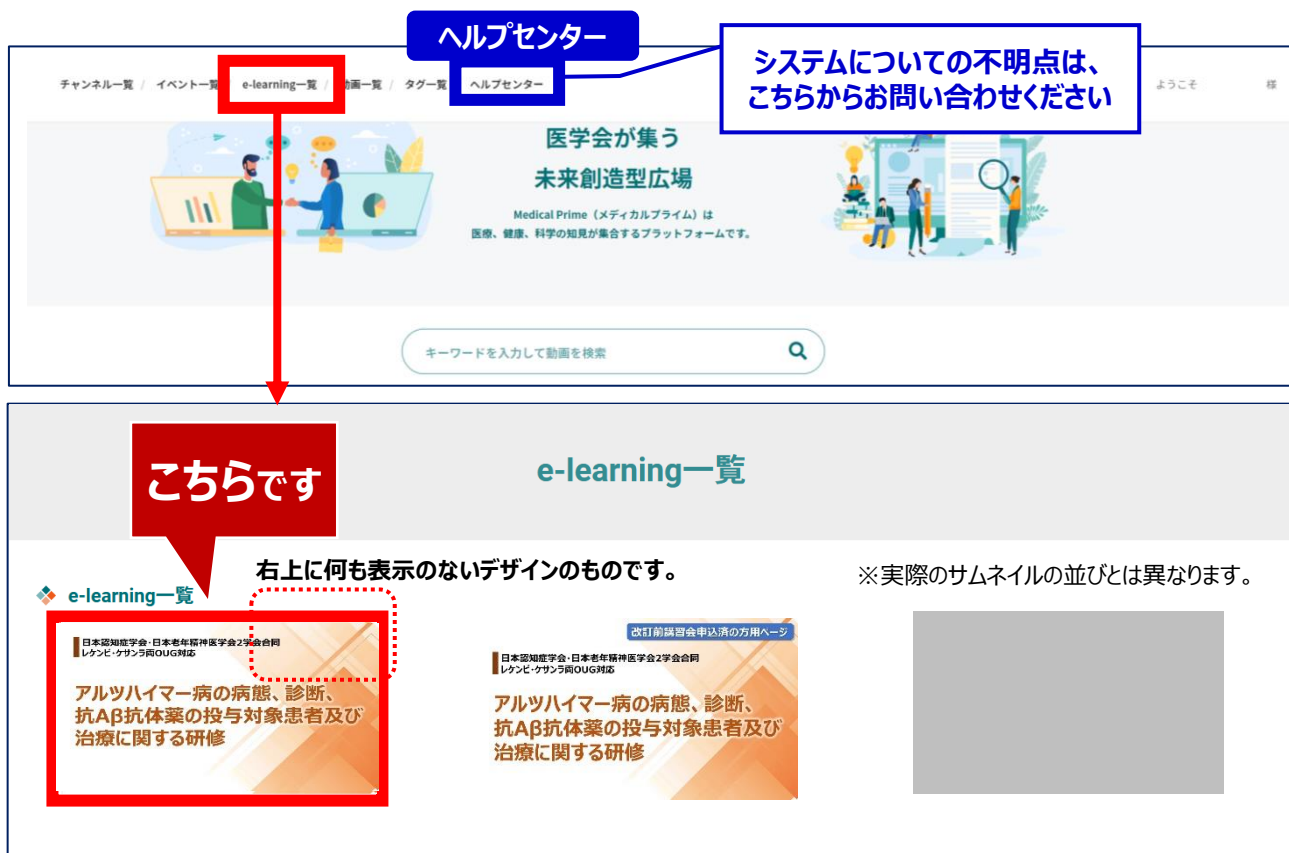 ヘルプセンター
システムについての不明点は、
こちらからお問い合わせください
チャンネル一覧 / イベント一覧 e-learning一覧 / 動画一覧 / タグ一覧 ヘルプセンター
ようこそ 様
医学会が集う
未来創造型広場
Medical Prime（メディカルプライム）は
医療、健康、科学の知見が集合するプラットフォームです。
キーワードを入力して動画を検索
e-learning一覧
こちらです
右上に何も表示のないデザインのものです。
※実際のサムネイルの並びとは異なります。
e-learning一覧
日本認知症学会・日本老年精神医学会2学会合同
レケンビ・ケサンラ両OUG対応
アルツハイマー病の病態、診断、
抗Aβ抗体薬の投与対象患者及び
治療に関する研修
改訂前講習会申込済の方用ページ
日本認知症学会・日本老年精神医学会2学会合同
レケンビ・ケサンラ両OUG対応
アルツハイマー病の病態、診断、
抗Aβ抗体薬の投与対象患者及び
治療に関する研修